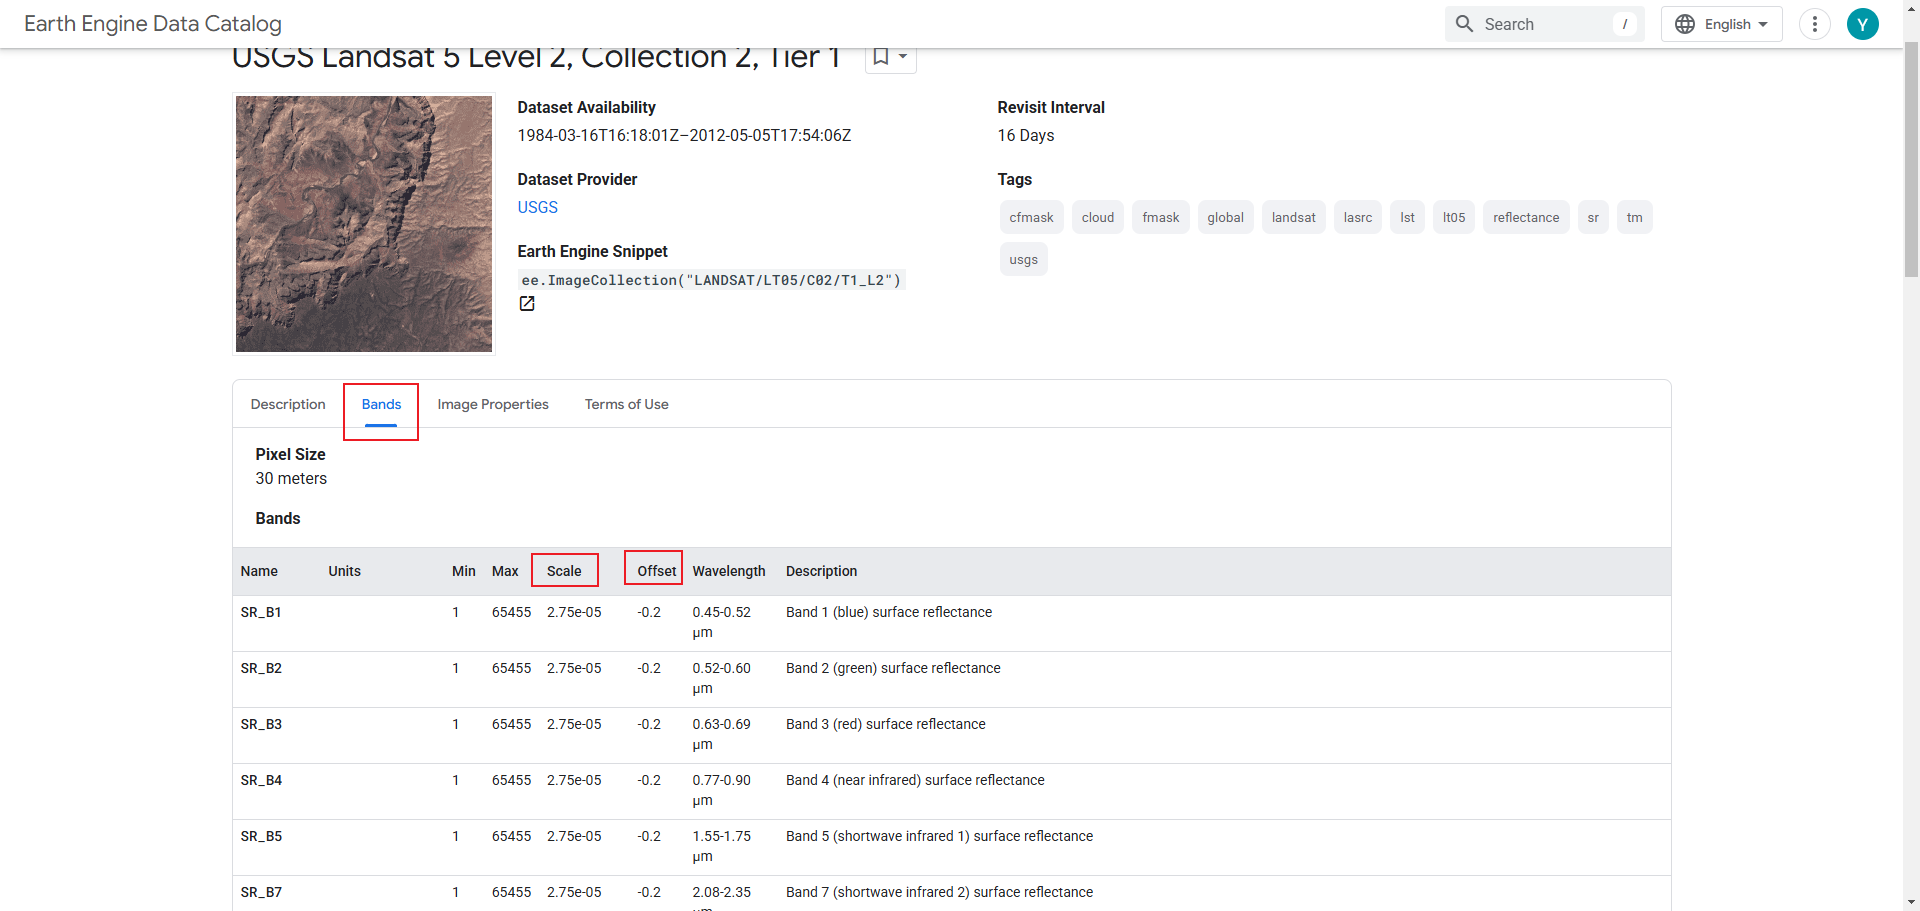 Earth Engine Data Catalog
Search
/
English
Y
USGS Landsat 5 Level 2, Collection 2, Tier 1
Dataset Availability
1984-03-16T16:18:01Z–2012-05-05T17:54:06Z
Dataset Provider
USGS
Earth Engine Snippet
ee.ImageCollection("LANDSAT/LT05/C02/T1_L2")
Revisit Interval
16 Days
Tags
cfmask cloud fmask global landsat lasrc lst lt05 reflectance sr tm
usgs
Description Bands Image Properties Terms of Use
Pixel Size
30 meters
Bands
Name Units Min Max Scale Offset Wavelength Description
SR_B1 1 65455 2.75e-05 -0.2 0.45-0.52 Band 1 (blue) surface reflectance
μm
SR_B2 1 65455 2.75e-05 -0.2 0.52-0.60 Band 2 (green) surface reflectance
μm
SR_B3 1 65455 2.75e-05 -0.2 0.63-0.69 Band 3 (red) surface reflectance
μm
SR_B4 1 65455 2.75e-05 -0.2 0.77-0.90 Band 4 (near infrared) surface reflectance
μm
SR_B5 1 65455 2.75e-05 -0.2 1.55-1.75 Band 5 (shortwave infrared 1) surface reflectance
μm
SR_B7 1 65455 2.75e-05 -0.2 2.08-2.35 Band 7 (shortwave infrared 2) surface reflectance